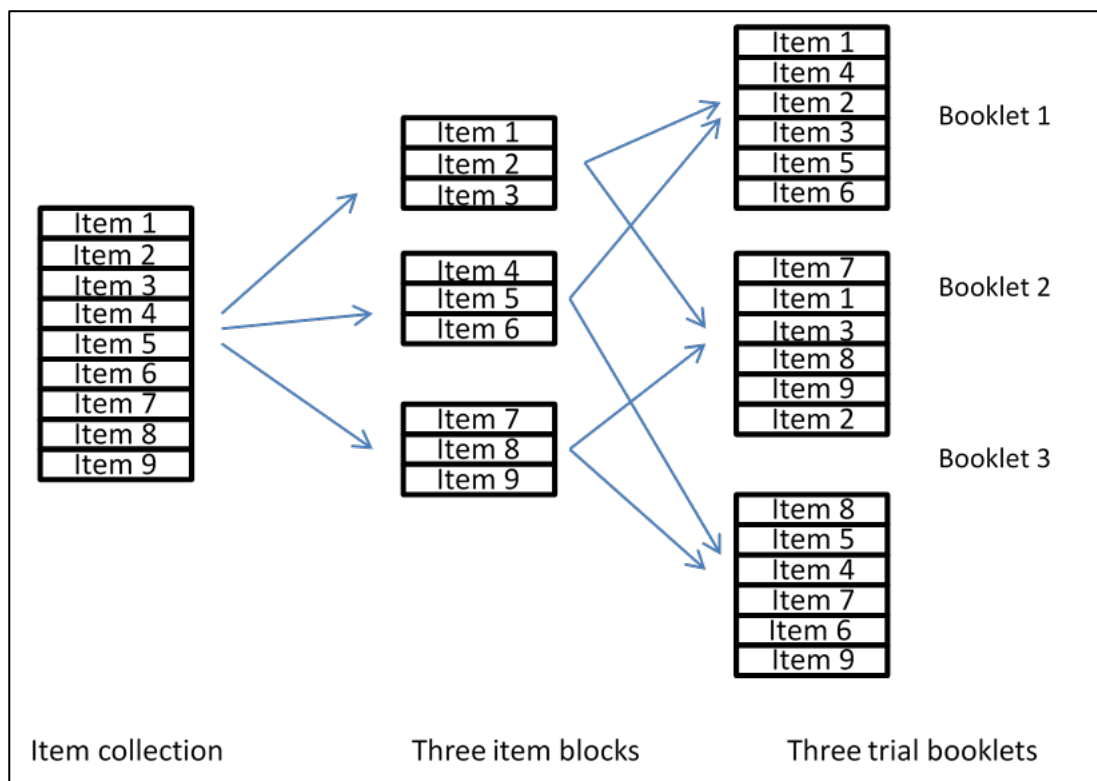 Item 1
Item 2
Item 3
Item 4
Item 5
Item 6
Item 7
Item 8
Item 9
Item collection
Item 1
Item 2
Item 3
Item 4
Item 5
Item 6
Item 7
Item 8
Item 9
Three item blocks
Item 1
Item 4
Item 2
Item 3
Item 5
Item 6
Booklet 1
Item 7
Item 1
Item 3
Item 8
Item 9
Item 2
Booklet 2
Item 8
Item 5
Item 4
Item 7
Item 6
Item 9
Booklet 3
Three trial booklets